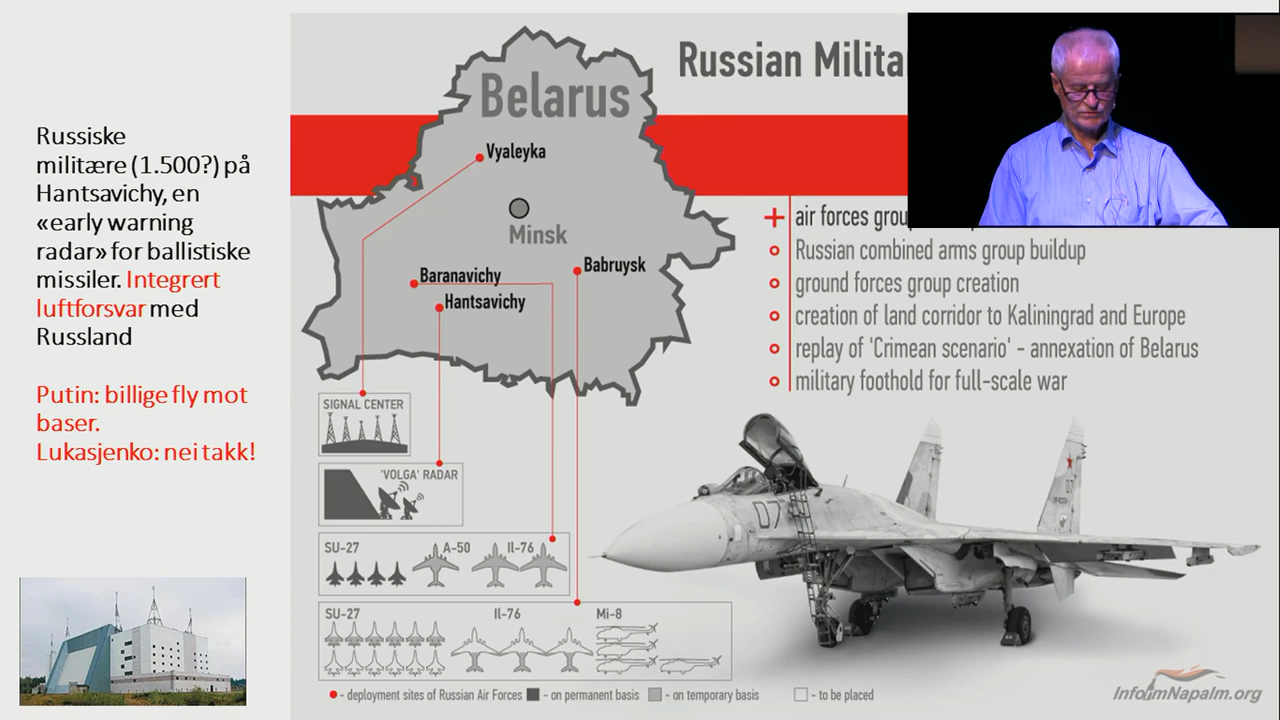 Russiske
militære (1.500?) på
Hantsavichy, en
«early warning
radar» for ballistiske
missiler. Integrert
luftforsvar med
Russland
Putin: billige fly mot
baser.
Lukasjenko: nei takk!
Russian Milita
Belarus
Vyaleyka
Minsk
Baranavichy
Babruysk
Hantsavichy
+ air forces grou
Russian combined arms group buildup
ground forces group creation
creation of land corridor to Kaliningrad and Europe
replay of 'Crimean scenario' - annexation of Belarus
military foothold for full-scale war
SIGNAL CENTER
'VOLGA' RADAR
SU-27 A-50 Il-76
SU-27 Il-76 Mi-8
07
07
- deployment sites of Russian Air Forces - on permanent basis - on temporary basis - to be placed
InformNapalm.org